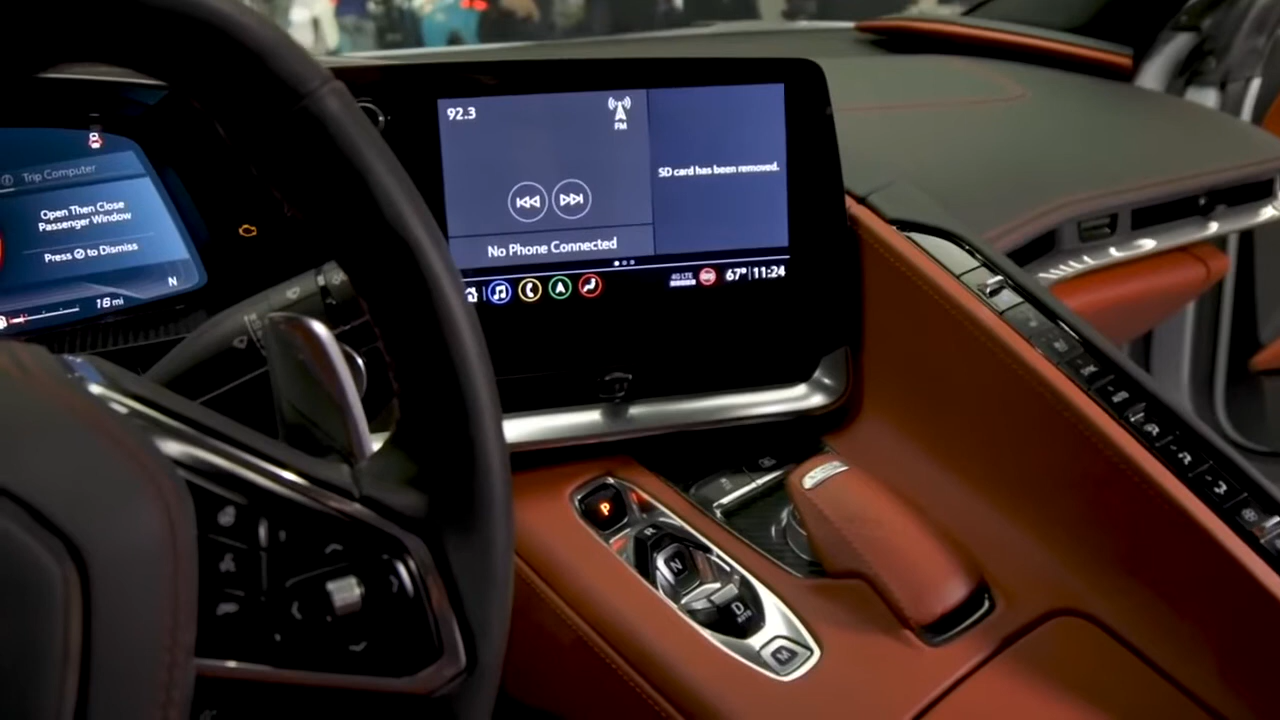 92.3
FM
SD card has been removed.
No Phone Connected
4G LTE
67° 11:24
Trip Computer
Open Then Close
Passenger Window
Press ⊘ to Dismiss
N
16 mi
P
R
N
D
AUTO
M